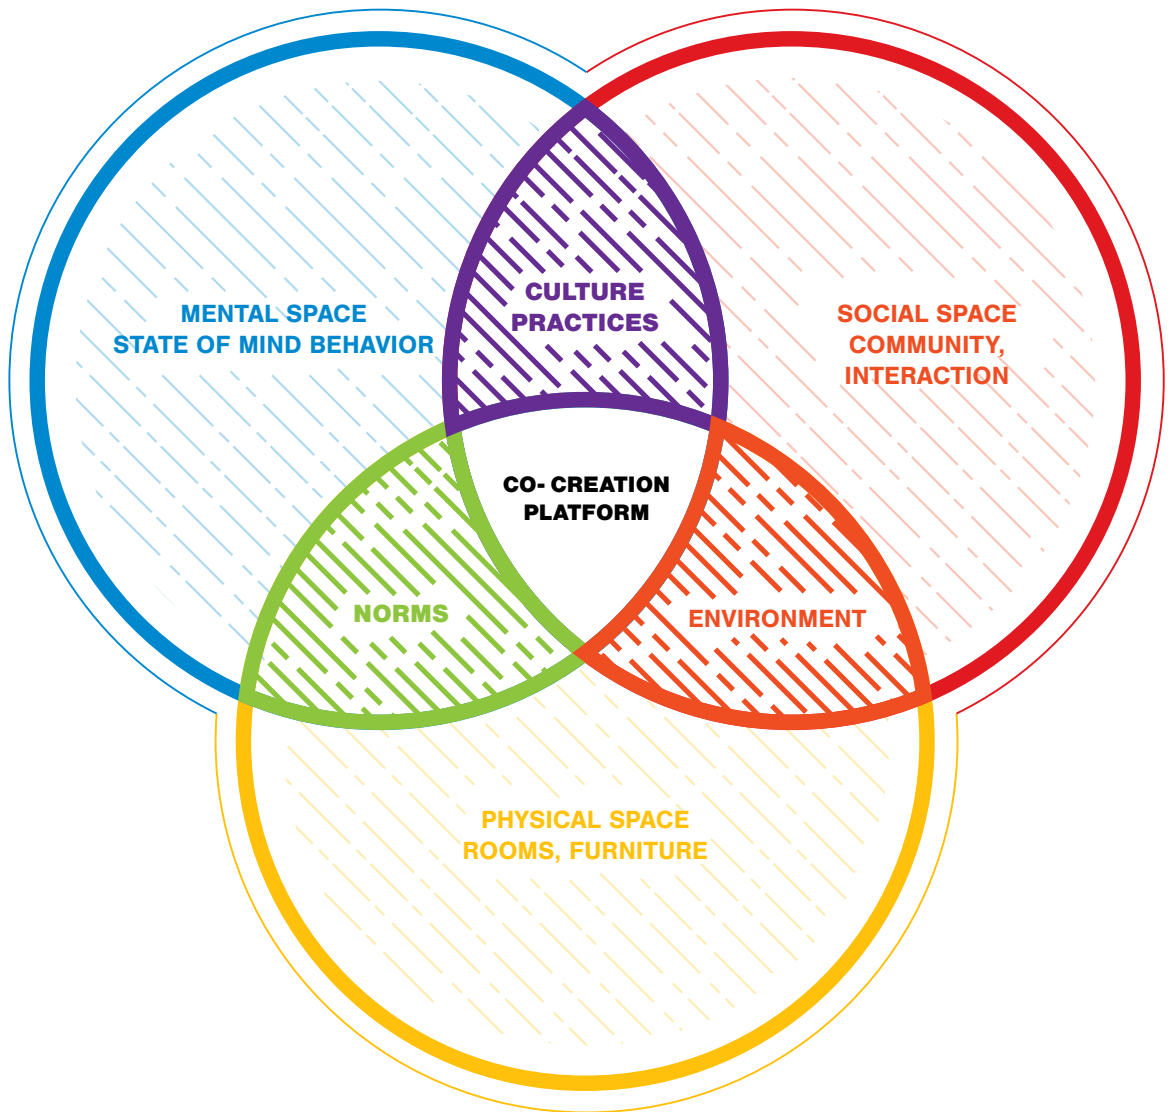 CULTURE
PRACTICES
MENTAL SPACE
STATE OF MIND BEHAVIOR
SOCIAL SPACE
COMMUNITY,
INTERACTION
CO- CREATION
PLATFORM
NORMS
ENVIRONMENT
PHYSICAL SPACE
ROOMS, FURNITURE